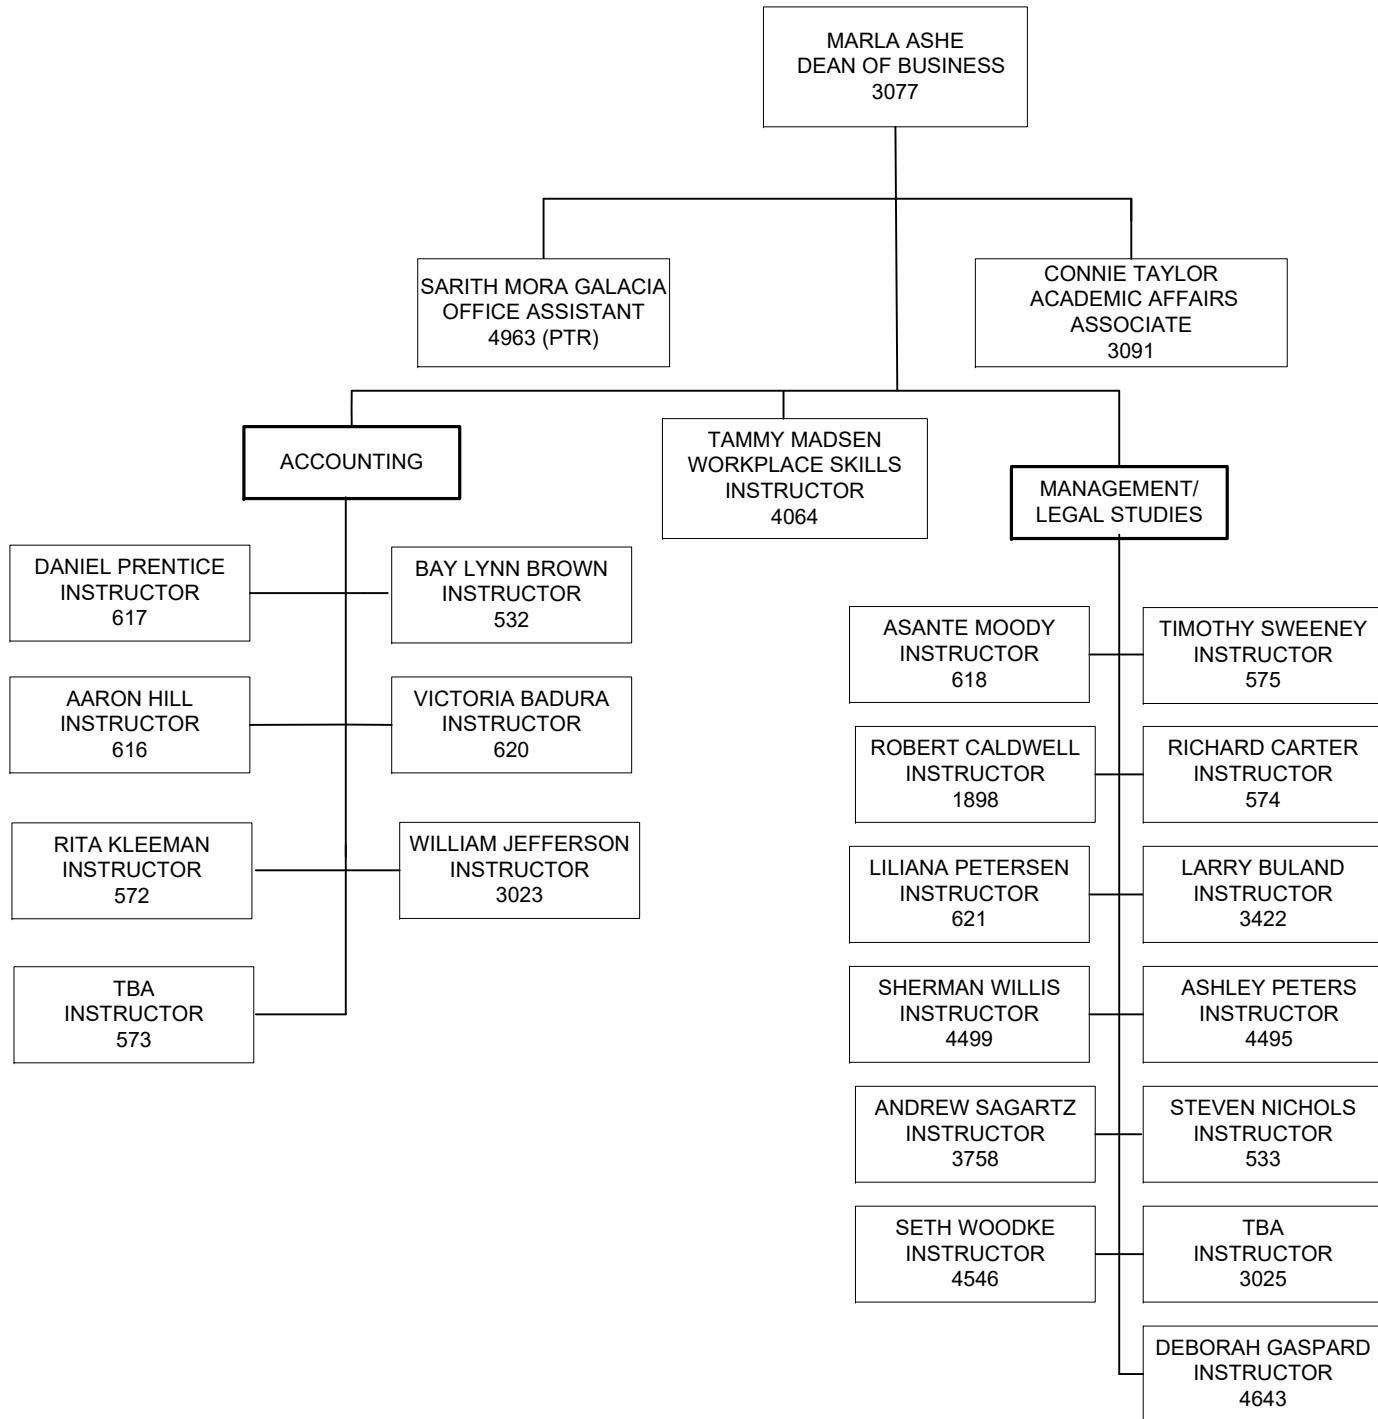 MARLA ASHE
DEAN OF BUSINESS
3077
SARITH MORA GALACIA
OFFICE ASSISTANT
4963 (PTR)
CONNIE TAYLOR
ACADEMIC AFFAIRS
ASSOCIATE
3091
ACCOUNTING
TAMMY MADSEN
WORKPLACE SKILLS
INSTRUCTOR
4064
MANAGEMENT/
LEGAL STUDIES
DANIEL PRENTICE
INSTRUCTOR
617
BAY LYNN BROWN
INSTRUCTOR
532
AARON HILL
INSTRUCTOR
616
VICTORIA BADURA
INSTRUCTOR
620
RITA KLEEMAN
INSTRUCTOR
572
WILLIAM JEFFERSON
INSTRUCTOR
3023
TBA
INSTRUCTOR
573
ASANTE MOODY
INSTRUCTOR
618
TIMOTHY SWEENEY
INSTRUCTOR
575
ROBERT CALDWELL
INSTRUCTOR
1898
RICHARD CARTER
INSTRUCTOR
574
LILIANA PETERSEN
INSTRUCTOR
621
LARRY BULAND
INSTRUCTOR
3422
SHERMAN WILLIS
INSTRUCTOR
4499
ASHLEY PETERS
INSTRUCTOR
4495
ANDREW SAGARTZ
INSTRUCTOR
3758
STEVEN NICHOLS
INSTRUCTOR
533
SETH WOODKE
INSTRUCTOR
4546
TBA
INSTRUCTOR
3025
DEBORAH GASPARD
INSTRUCTOR
4643